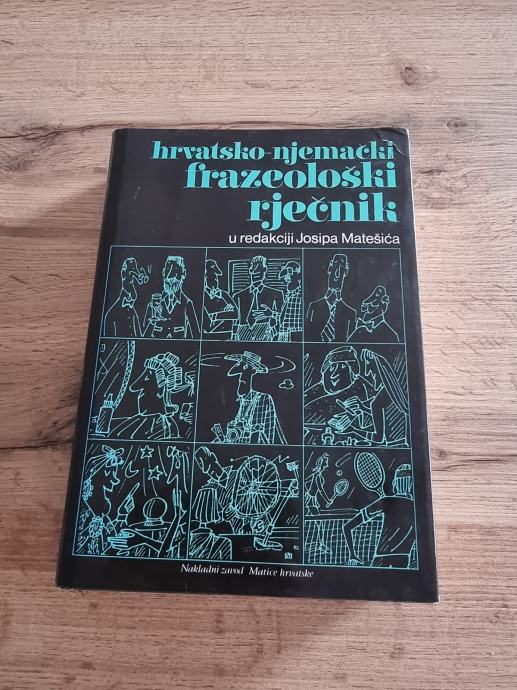 hrvatsko-njemački
frazeološki
rječnik
u redakciji Josipa Matešića
Nakladni zavod Matice hrvatske